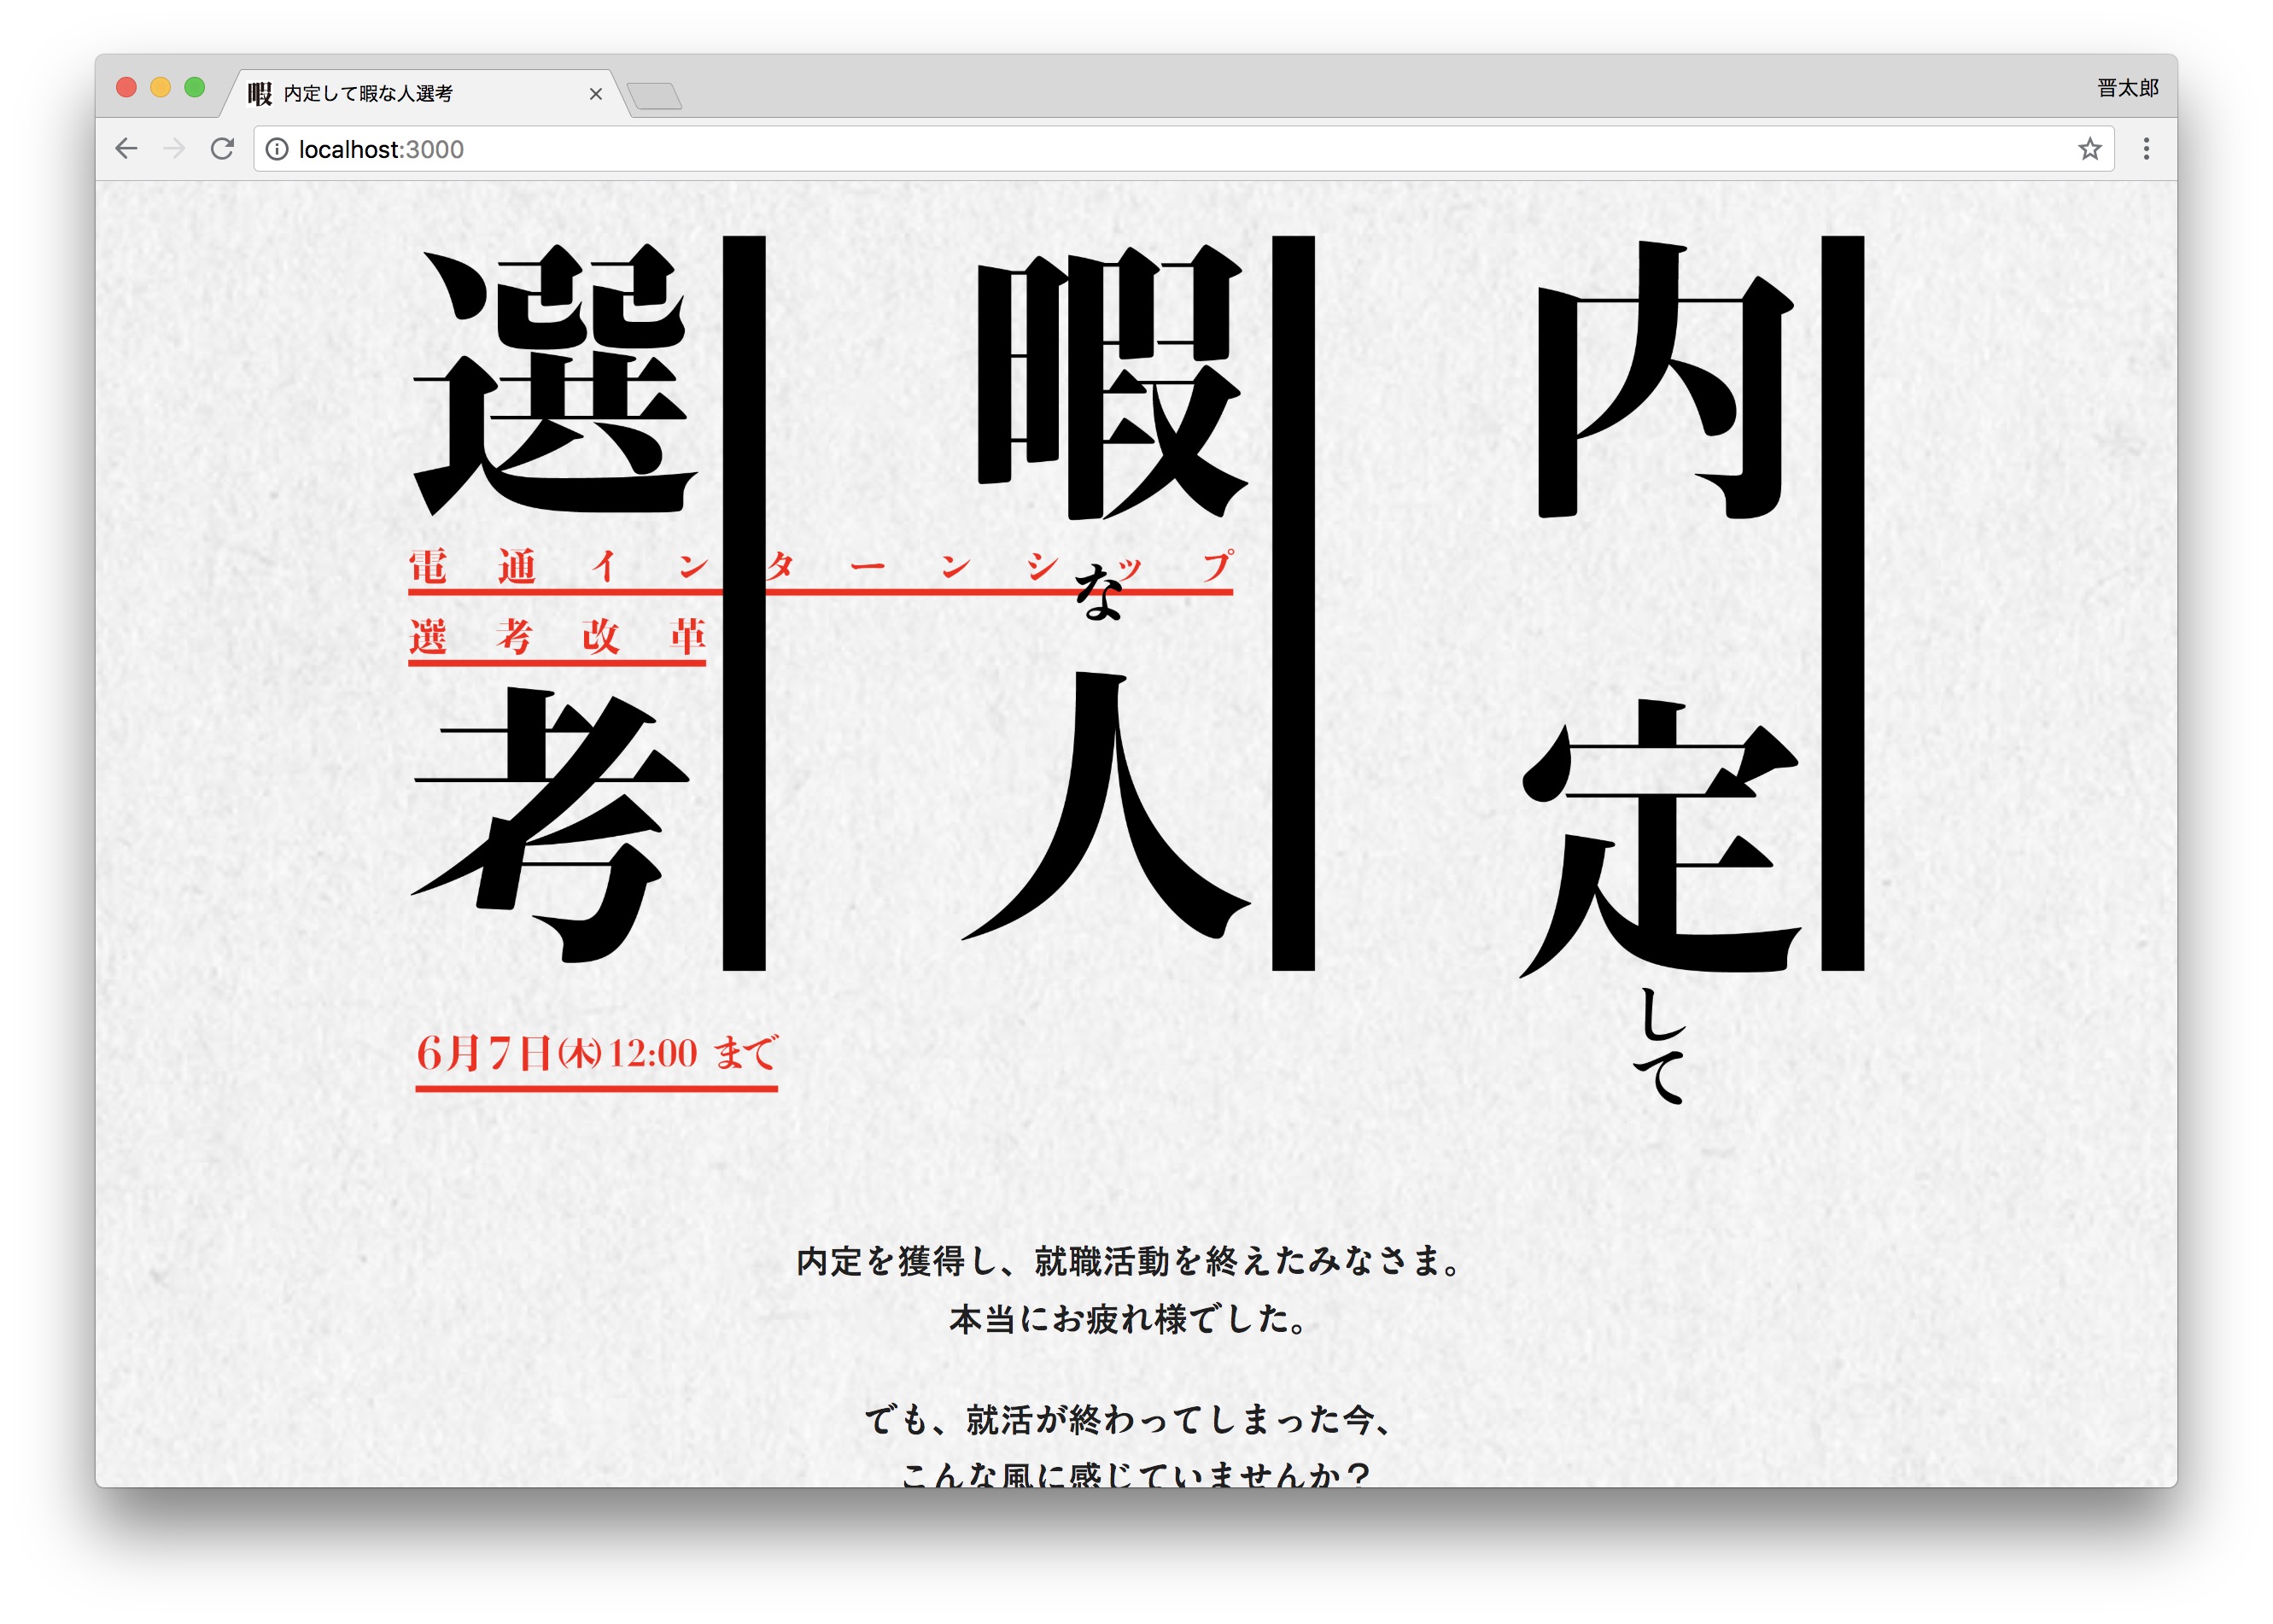 内定して暇な人選考
晋太郎
localhost:3000
内定して
暇な人
選考
電通インターンシップ
選考改革
6月7日(木)12:00 まで
内定を獲得し、就職活動を終えたみなさま。
本当にお疲れ様でした。
でも、就活が終わってしまった今、
こんな風に感じていませんか？